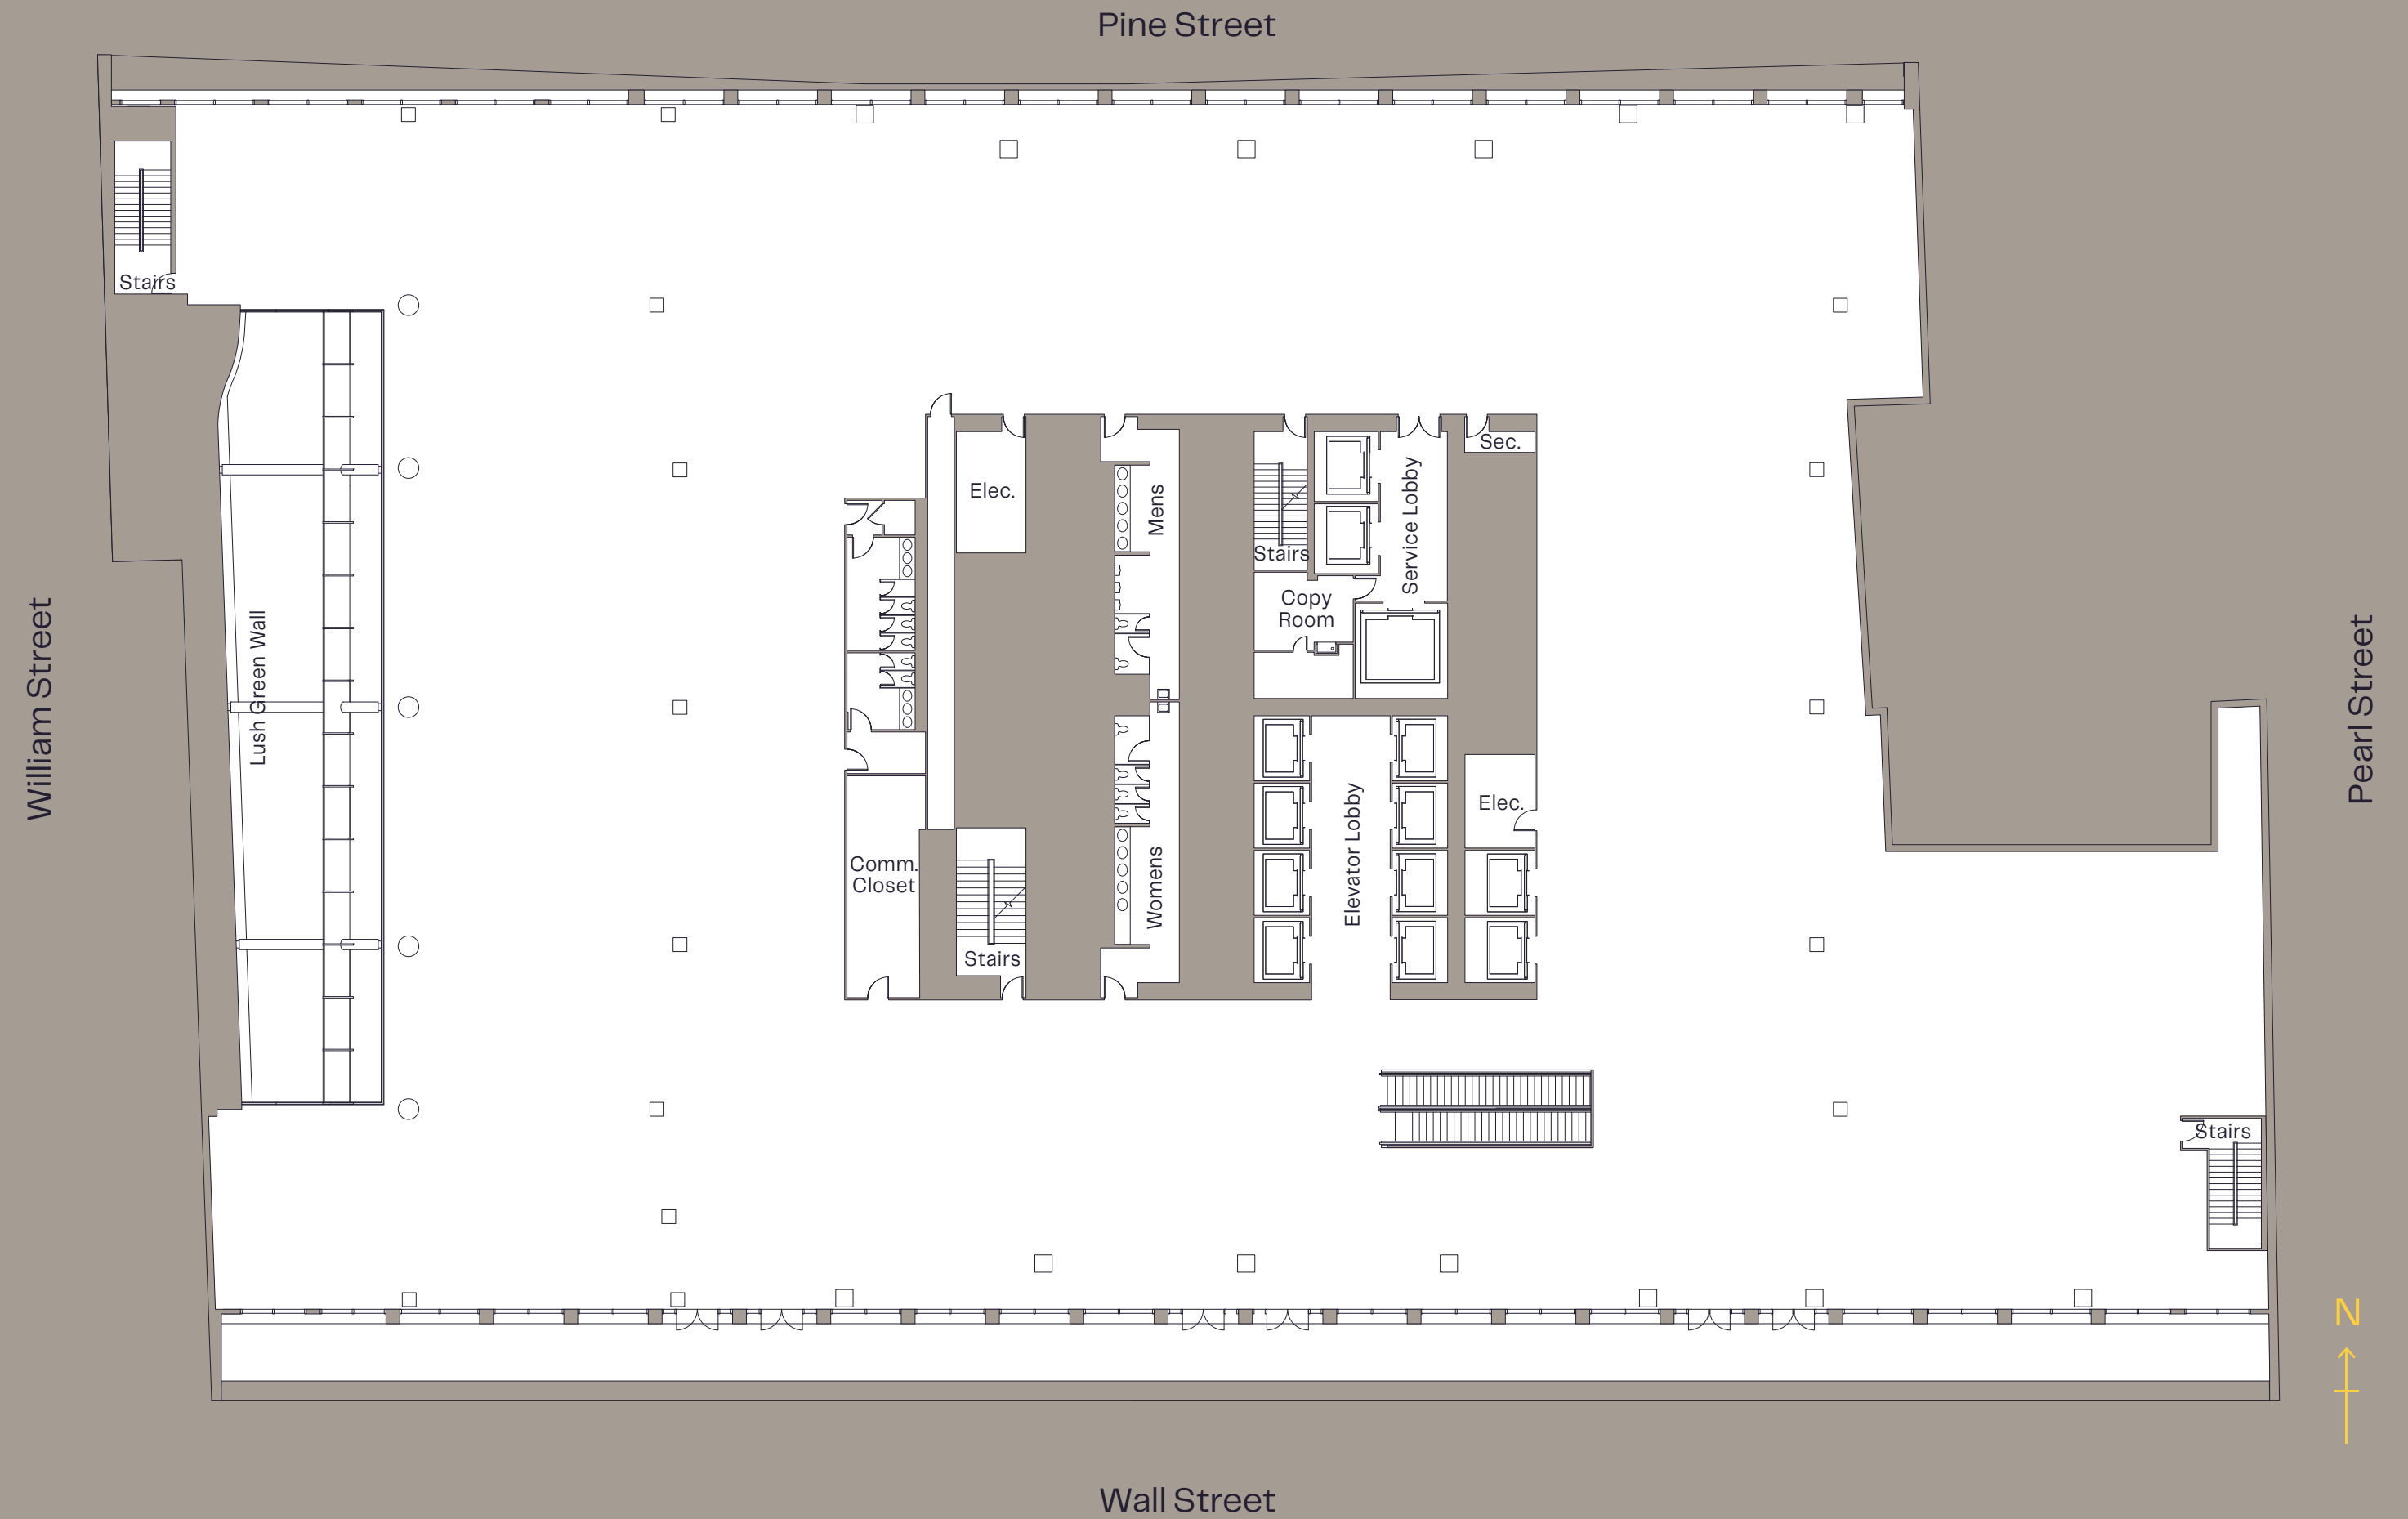 Pine Street
Stairs
Sec.
Elec.
Mens
Service Lobby
Stairs
Copy
Room
Lush Green Wall
William Street
Pearl Street
Elec.
Elevator Lobby
Comm.
Closet
Womens
Stairs
Stairs
N
Wall Street